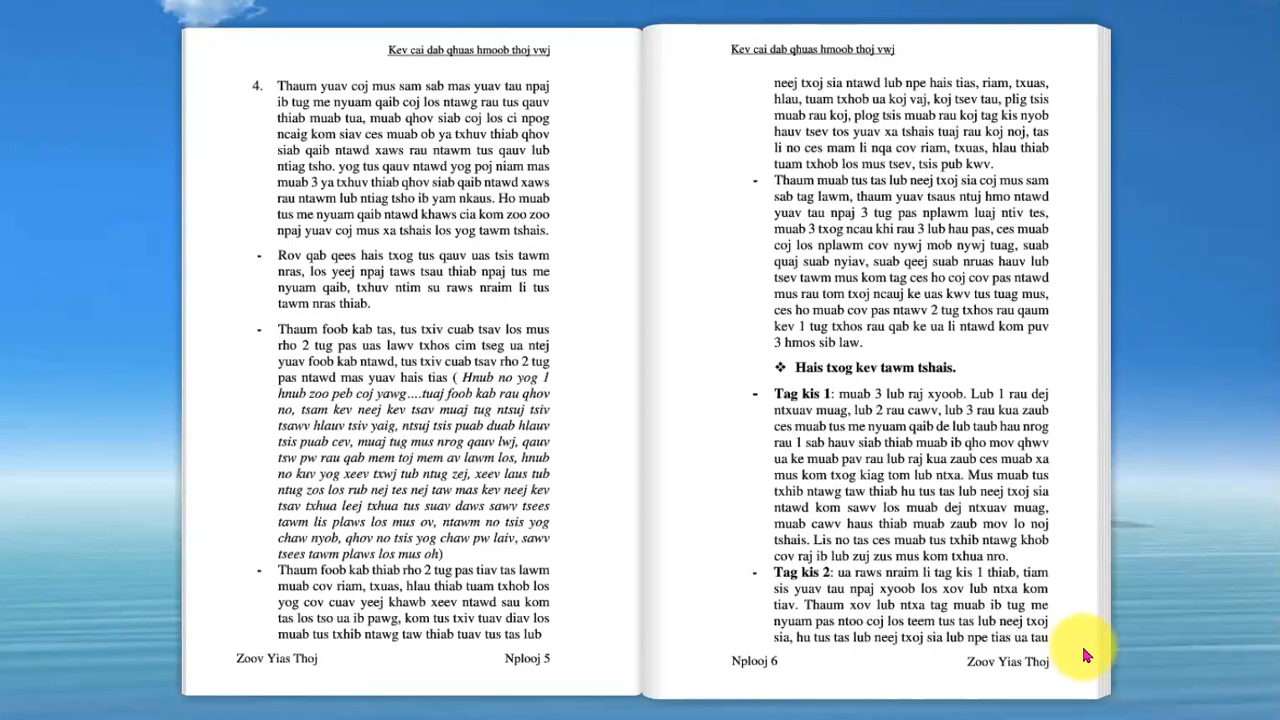 Kev cai dab qhuas hmoob thoj vwj
4. Thaum yuav coj mus sam sab mas yuav tau npaj
ib tug me nyuam qaib coj los ntawg rau tus qauv
thiab muab tua, muab qhov siab coj los ci npog
ncaig kom siav ces muab ob ya txhuv thiab qhov
siab qaib ntawd xaws rau ntawm tus qauv lub
ntiag tsho. yog tus qauv ntawd yog poj niam mas
muab 3 ya txhuv thiab qhov siab qaib ntawd xaws
rau ntawm lub ntiag tsho ib yam nkaus. Ho muab
tus me nyuam qaib ntawd khaws cia kom zoo zoo
npaj yuav coj mus xa tshais los yog tawm tshais.
- Rov qab qees hais txog tus qauv uas tsis tawm
nras, los yeej npaj taws tsau thiab npaj tus me
nyuam qaib, txhuv ntim su raws nraim li tus
tawm nras thiab.
- Thaum foob kab tas, tus txiv cuab tsav los mus
rho 2 tug pas uas lawv txhos cim tseg ua ntej
yuav foob kab ntawd, tus txiv cuab tsav rho 2 tug
pas ntawd mas yuav hais tias ( Hnub no yog 1
hnub zoo peb coj yawg....tuaj foob kab rau qhov
no, tsam kev neej kev tsav muaj tug ntsuj tsiv
tsawv hlauv tsiv yaig, ntsuj tsis puab duab hlauv
tsis puab cev, muaj tug mus nrog qauv lwj, qauv
tsw pw rau qab mem toj mem av lawm los, hnub
no kuv yog xeev txwj tub ntug zej, xeev laus tub
ntug zos los rub nej tes nej taw mas kev neej kev
tsav txhua leej txhua tus suav daws sawv tsees
tawm lis plaws los mus ov, ntawm no tsis yog
chaw nyob, qhov no tsis yog chaw pw laiv, sawv
tsees tawm plaws los mus oh)
- Thaum foob kab thiab rho 2 tug pas tiav tas lawm
muab cov riam, txuas, hlau thiab tuam txhob los
yog cov cuav yeej khawb xeev ntawd sau kom
tas los tso ua ib pawg, kom tus txiv tuav diav los
muab tus txhib ntawg taw thiab tuav tus tas lub
Zoov Yias Thoj Nplooj 5
Kev cai dab qhuas hmoob thoj vwj
neej txoj sia ntawd lub npe hais tias, riam, txuas,
hlau, tuam txhob ua koj vaj, koj tsev tau, plig tsis
muab rau koj, plog tsis muab rau koj tag kis nyob
hauv tsev tos yuav xa tshais tuaj rau koj noj, tas
li no ces mam li nqa cov riam, txuas, hlau thiab
tuam txhob los mus tsev, tsis pub kwv.
- Thaum muab tus tas lub neej txoj sia coj mus sam
sab tag lawm, thaum yuav tsaus ntuj hmo ntawd
yuav tau npaj 3 tug pas nplawm luaj ntiv tes,
muab 3 txog ncau khi rau 3 lub hau pas, ces muab
coj los nplawm cov nywj mob nywj tuag, suab
quaj suab nyiav, suab qeej suab nruas hauv lub
tsev tawm mus kom tag ces ho coj cov pas ntawd
mus rau tom txoj ncauj ke uas kwv tus tuag mus,
ces ho muab cov pas ntawv 2 tug txhos rau qaum
kev 1 tug txhos rau qab ke ua li ntawd kom puv
3 hmos sib law.
❖ Hais txog kev tawm tshais.
- Tag kis 1: muab 3 lub raj xyoob. Lub 1 rau dej
ntxuav muag, lub 2 rau cawv, lub 3 rau kua zaub
ces muab tus me nyuam qaib de lub taub hau nrog
rau 1 sab hauv siab thiab muab ib qho mov qhwv
ua ke muab pav rau lub raj kua zaub ces muab xa
mus kom txog kiag tom lub ntxa. Mus muab tus
txhib ntawg taw thiab hu tus tas lub neej txoj sia
ntawd kom sawv los muab dej ntxuav muag,
muab cawv haus thiab muab zaub mov lo noj
tshais. Lis no tas ces muab tus txhib ntawg khob
cov raj ib lub zuj zus mus kom txhua nro.
- Tag kis 2: ua raws nraim li tag kis 1 thiab, tiam
sis yuav tau npaj xyoob los xov lub ntxa kom
tiav. Thaum xov lub ntxa tag muab ib tug me
nyuam pas ntoo coj los teem tus tas lub neej txoj
sia, hu tus tas lub neej txoj sia lub npe tias ua tau
Nplooj 6 Zoov Yias Thoj